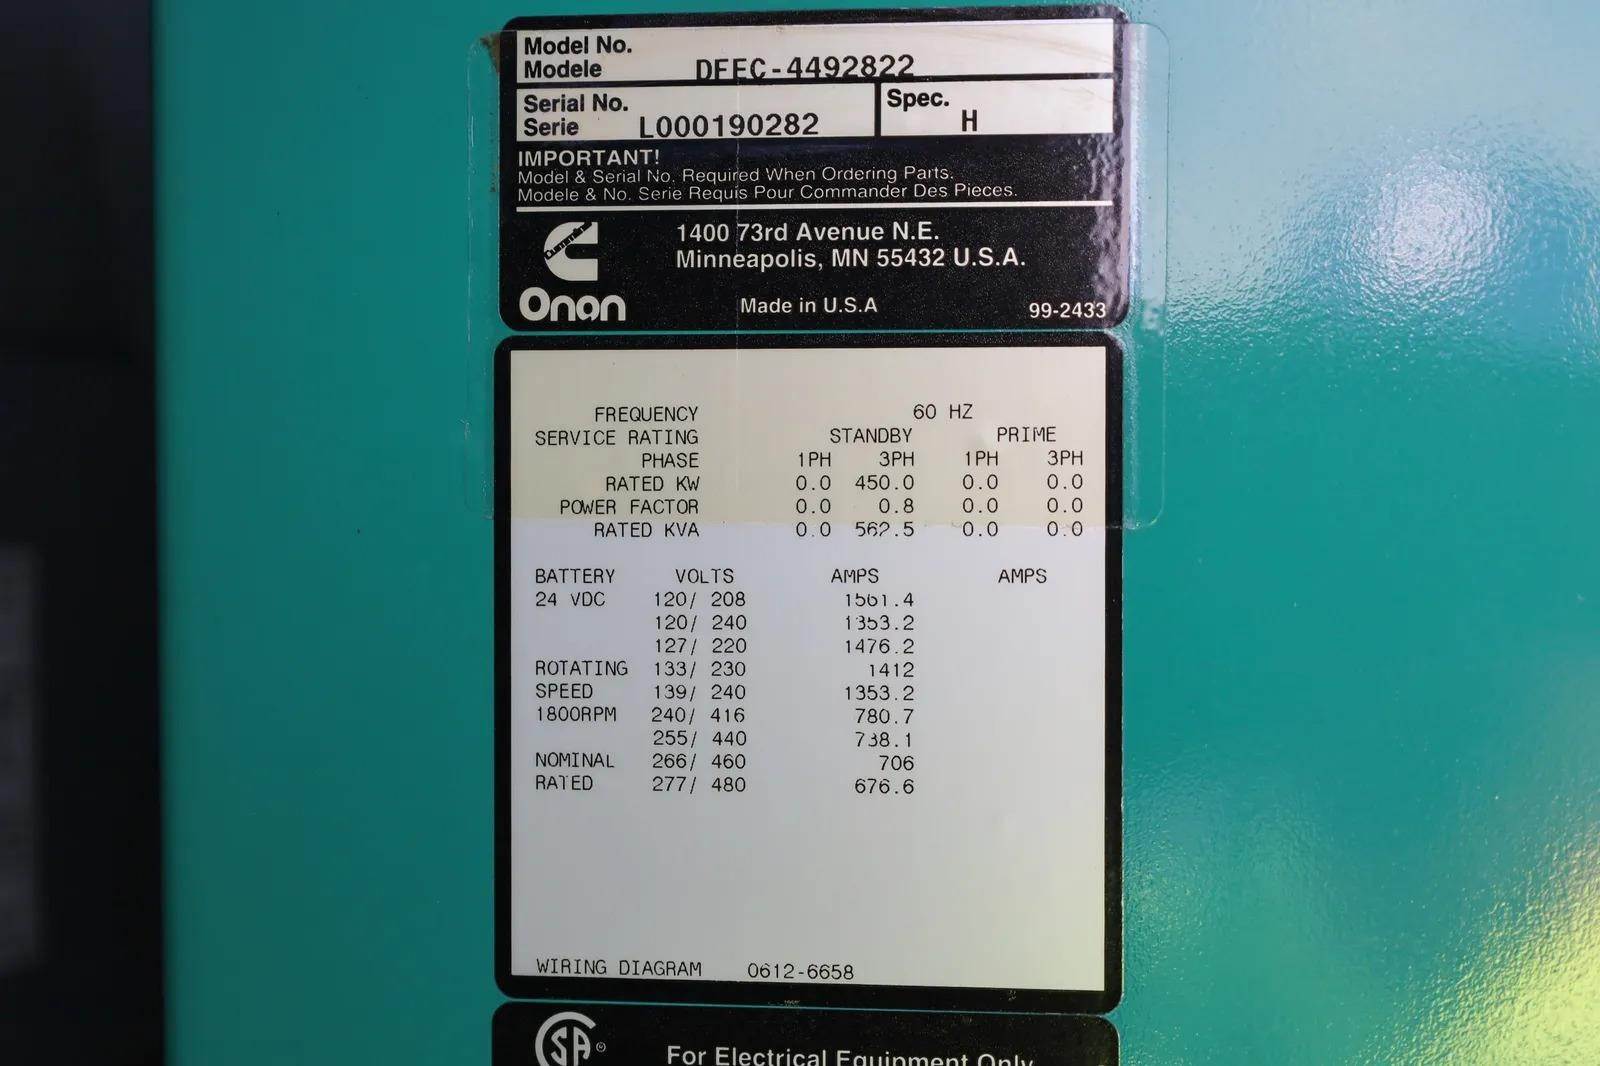 Model No.
Modele DFEC-4492822
Serial No.
Serie L000190282
Spec.
H
IMPORTANT!
Model & Serial No. Required When Ordering Parts.
Modele & No. Serie Requis Pour Commander Des Pieces.
1400 73rd Avenue N.E.
Minneapolis, MN 55432 U.S.A.
Onan
Made in U.S.A
99-2433
FREQUENCY 60 HZ
SERVICE RATING STANDBY PRIME
PHASE 1PH 3PH 1PH 3PH
RATED KW 0.0 450.0 0.0 0.0
POWER FACTOR 0.0 0.8 0.0 0.0
RATED KVA 0.0 562.5 0.0 0.0
BATTERY VOLTS AMPS AMPS
24 VDC 120/ 208 1561.4
120/ 240 1353.2
127/ 220 1476.2
ROTATING 133/ 230 1412
SPEED 139/ 240 1353.2
1800RPM 240/ 416 780.7
255/ 440 738.1
NOMINAL 266/ 460 706
RATED 277/ 480 676.6
WIRING DIAGRAM 0612-6658
SA
For Electrical Equipment Only